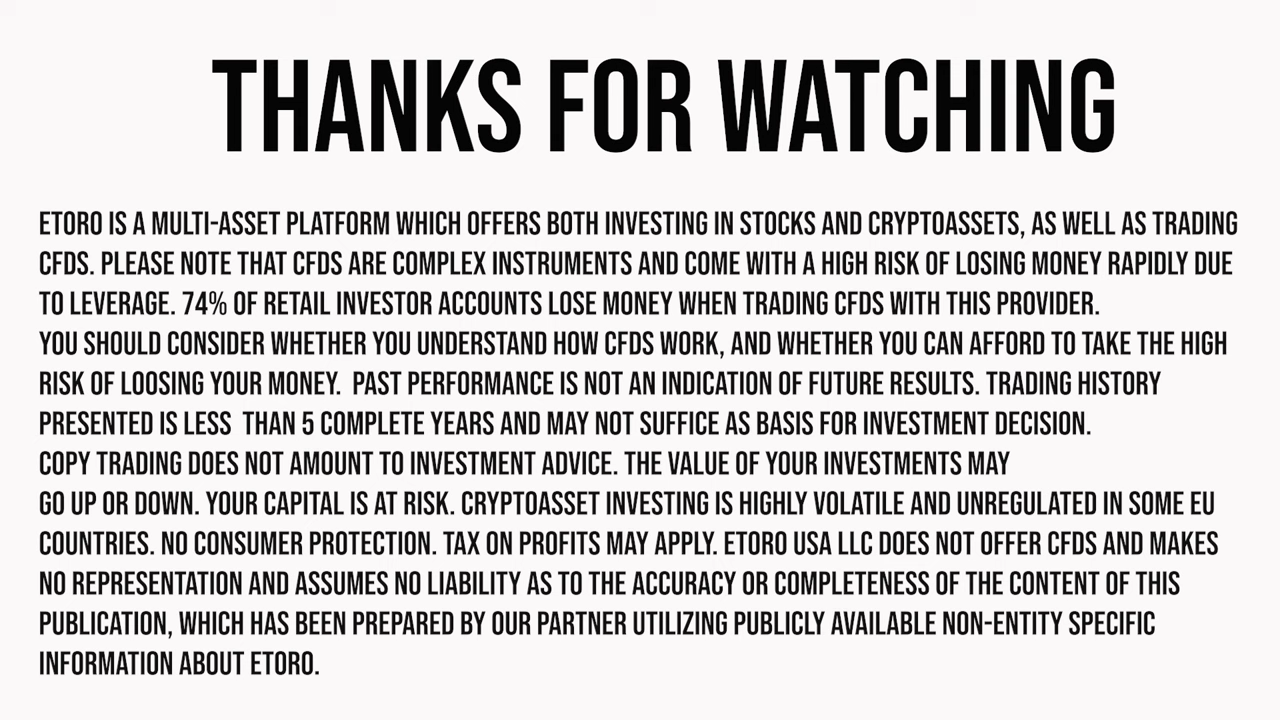 THANKS FOR WATCHING
ETORO IS A MULTI-ASSET PLATFORM WHICH OFFERS BOTH INVESTING IN STOCKS AND CRYPTOASSETS, AS WELL AS TRADING
CFDS. PLEASE NOTE THAT CFDS ARE COMPLEX INSTRUMENTS AND COME WITH A HIGH RISK OF LOSING MONEY RAPIDLY DUE
TO LEVERAGE. 74% OF RETAIL INVESTOR ACCOUNTS LOSE MONEY WHEN TRADING CFDS WITH THIS PROVIDER.
YOU SHOULD CONSIDER WHETHER YOU UNDERSTAND HOW CFDS WORK, AND WHETHER YOU CAN AFFORD TO TAKE THE HIGH
RISK OF LOOSING YOUR MONEY.  PAST PERFORMANCE IS NOT AN INDICATION OF FUTURE RESULTS. TRADING HISTORY
PRESENTED IS LESS  THAN 5 COMPLETE YEARS AND MAY NOT SUFFICE AS BASIS FOR INVESTMENT DECISION.
COPY TRADING DOES NOT AMOUNT TO INVESTMENT ADVICE. THE VALUE OF YOUR INVESTMENTS MAY
GO UP OR DOWN. YOUR CAPITAL IS AT RISK. CRYPTOASSET INVESTING IS HIGHLY VOLATILE AND UNREGULATED IN SOME EU
COUNTRIES. NO CONSUMER PROTECTION. TAX ON PROFITS MAY APPLY. ETORO USA LLC DOES NOT OFFER CFDS AND MAKES
NO REPRESENTATION AND ASSUMES NO LIABILITY AS TO THE ACCURACY OR COMPLETENESS OF THE CONTENT OF THIS
PUBLICATION, WHICH HAS BEEN PREPARED BY OUR PARTNER UTILIZING PUBLICLY AVAILABLE NON-ENTITY SPECIFIC
INFORMATION ABOUT ETORO.